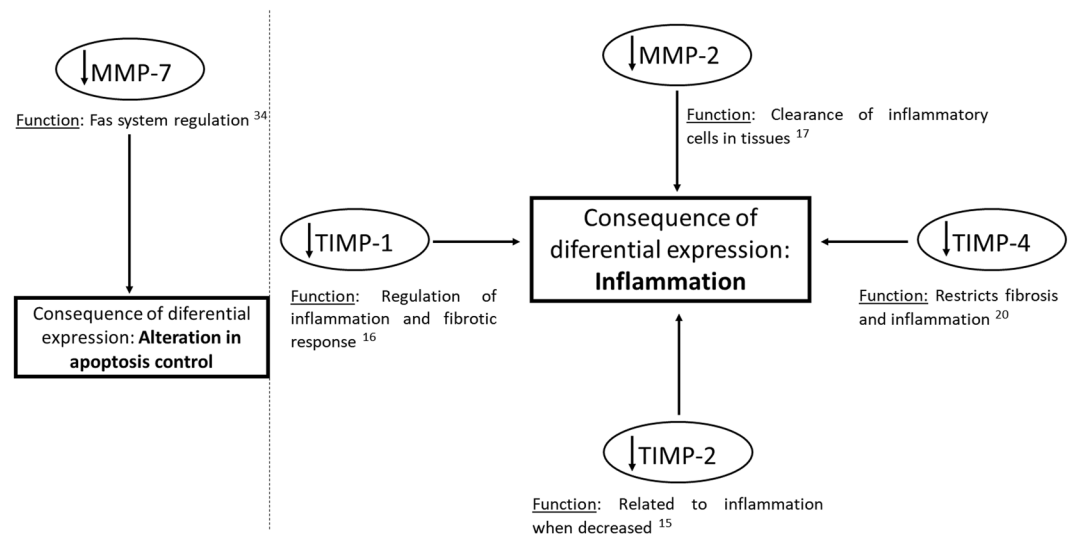 ↓MMP-7
Function: Fas system regulation 34
Consequence of diferential
expression: Alteration in
apoptosis control
↓MMP-2
Function: Clearance of inflammatory
cells in tissues 17
↓TIMP-1
Function: Regulation of
inflammation and fibrotic
response 16
Consequence of
diferential expression:
Inflammation
↓TIMP-4
Function: Restricts fibrosis
and inflammation 20
↓TIMP-2
Function: Related to inflammation
when decreased 15